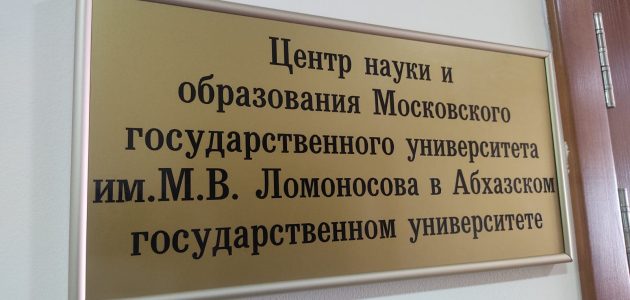 Центр науки и
образования Московского
государственного университета
им.М.В. Ломоносова в Абхазском
государственном университете